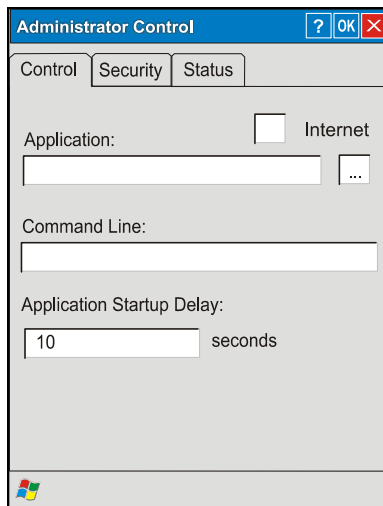 Administrator Control ? OK X
Control Security Status
Internet
Application:
...
Command Line:
Application Startup Delay:
10 seconds